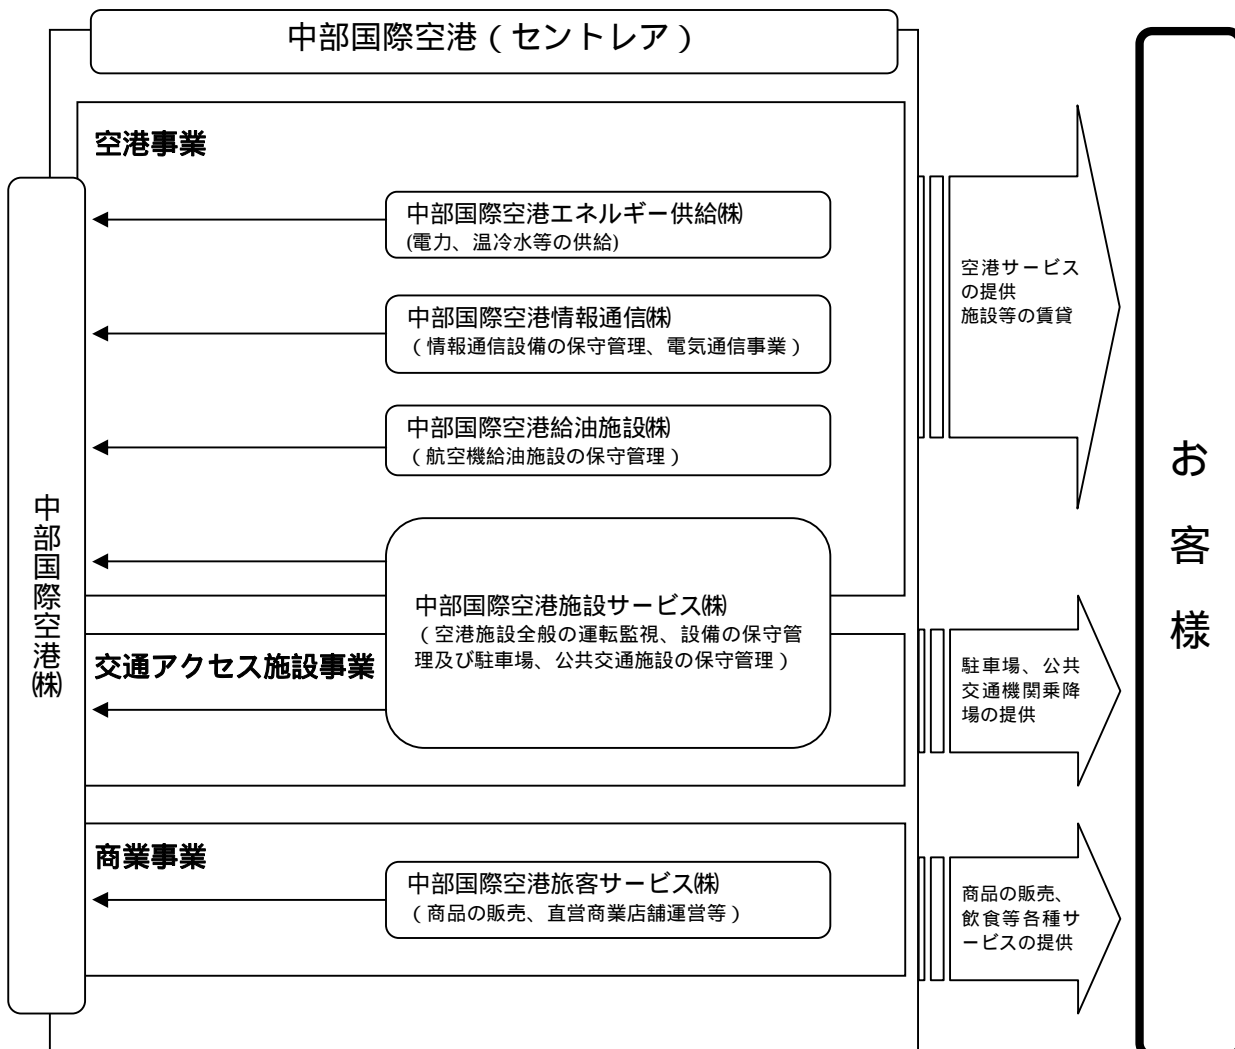 中部国際空港（セントレア）
空港事業
中部国際空港エネルギー供給㈱
(電力、温冷水等の供給)
中部国際空港情報通信㈱
（情報通信設備の保守管理、電気通信事業）
中部国際空港給油施設㈱
（航空機給油施設の保守管理）
中部国際空港施設サービス㈱
（空港施設全般の運転監視、設備の保守管
理及び駐車場、公共交通施設の保守管理）
交通アクセス施設事業
商業事業
中部国際空港旅客サービス㈱
（商品の販売、直営商業店舗運営等）
中部国際空港㈱
空港サービス
の提供
施設等の賃貸
駐車場、公共
交通機関乗降
場の提供
商品の販売、
飲食等各種サ
ービスの提供
お客様